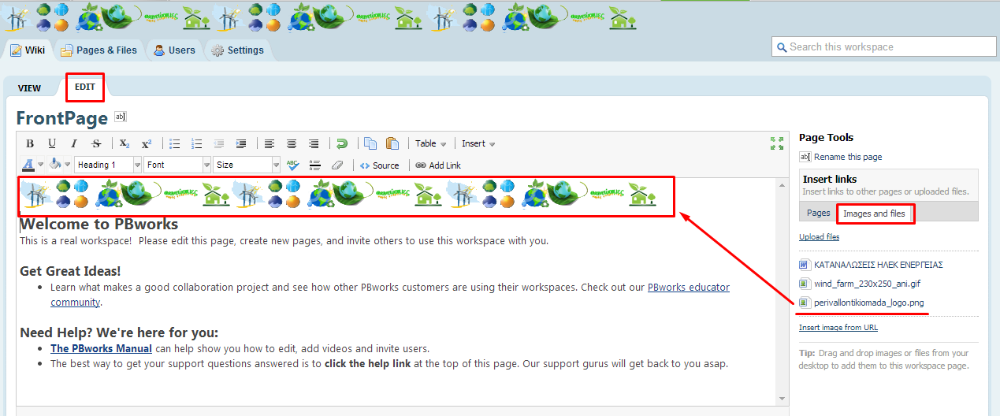 Wiki
Pages & Files
Users
Settings
Search this workspace
VIEW
EDIT
FrontPage
B U I S X₂ X² Table Insert
A Heading 1 Font Size ABC Source Add Link
Welcome to PBworks
This is a real workspace!  Please edit this page, create new pages, and invite others to use this workspace with you.
Get Great Ideas!
• Learn what makes a good collaboration project and see how other PBworks customers are using their workspaces. Check out our PBworks educator
community.
Need Help? We're here for you:
• The PBworks Manual can help show you how to edit, add videos and invite users.
• The best way to get your support questions answered is to click the help link at the top of this page. Our support gurus will get back to you asap.
Page Tools
Rename this page
Insert links
Insert links to other pages or uploaded files.
Pages
Images and files
Upload files
ΚΑΤΑΝΑΛΩΣΕΙΣ ΗΛΕΚ ΕΝΕΡΓΕΙΑΣ
wind_farm_230x250_ani.gif
perivallontikiomada_logo.png
Insert image from URL
Tip: Drag and drop images or files from your
desktop to add them to this workspace page.